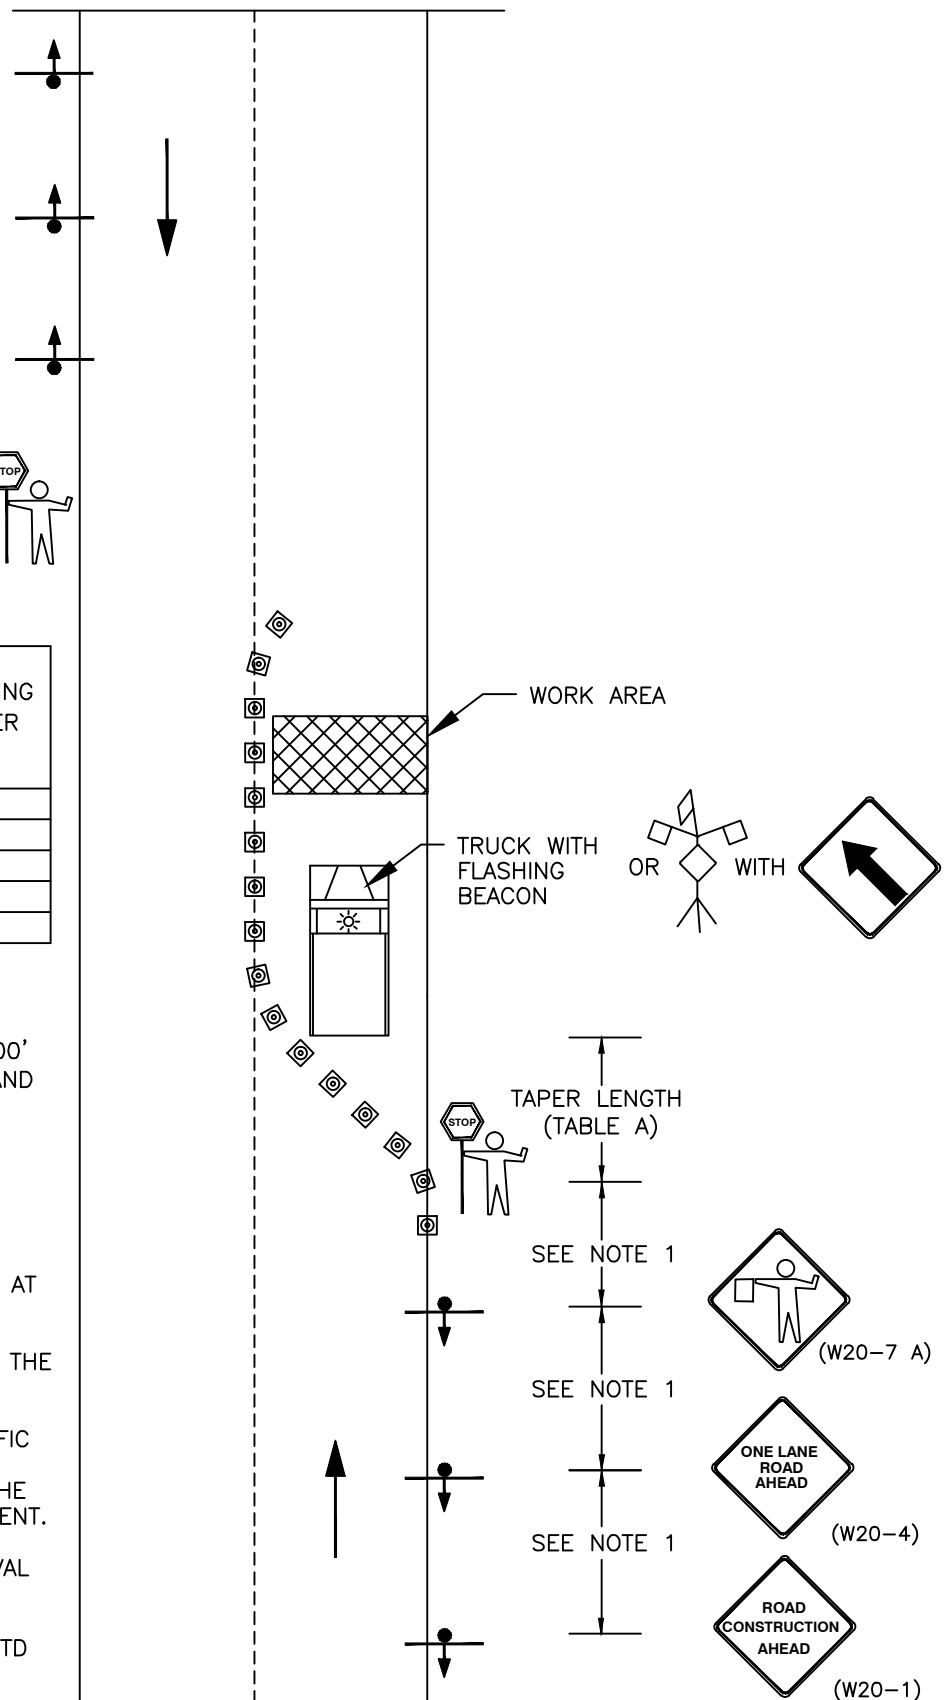 TOP
NG
ER
WORK AREA
TRUCK WITH
FLASHING
BEACON
OR
WITH
00'
AND
TAPER LENGTH
(TABLE A)
STOP
SEE NOTE 1
AT
THE
(W20-7 A)
SEE NOTE 1
FIC
HE
ENT.
ONE LANE
ROAD
AHEAD
(W20-4)
SEE NOTE 1
VAL
TD
ROAD
CONSTRUCTION
AHEAD
(W20-1)